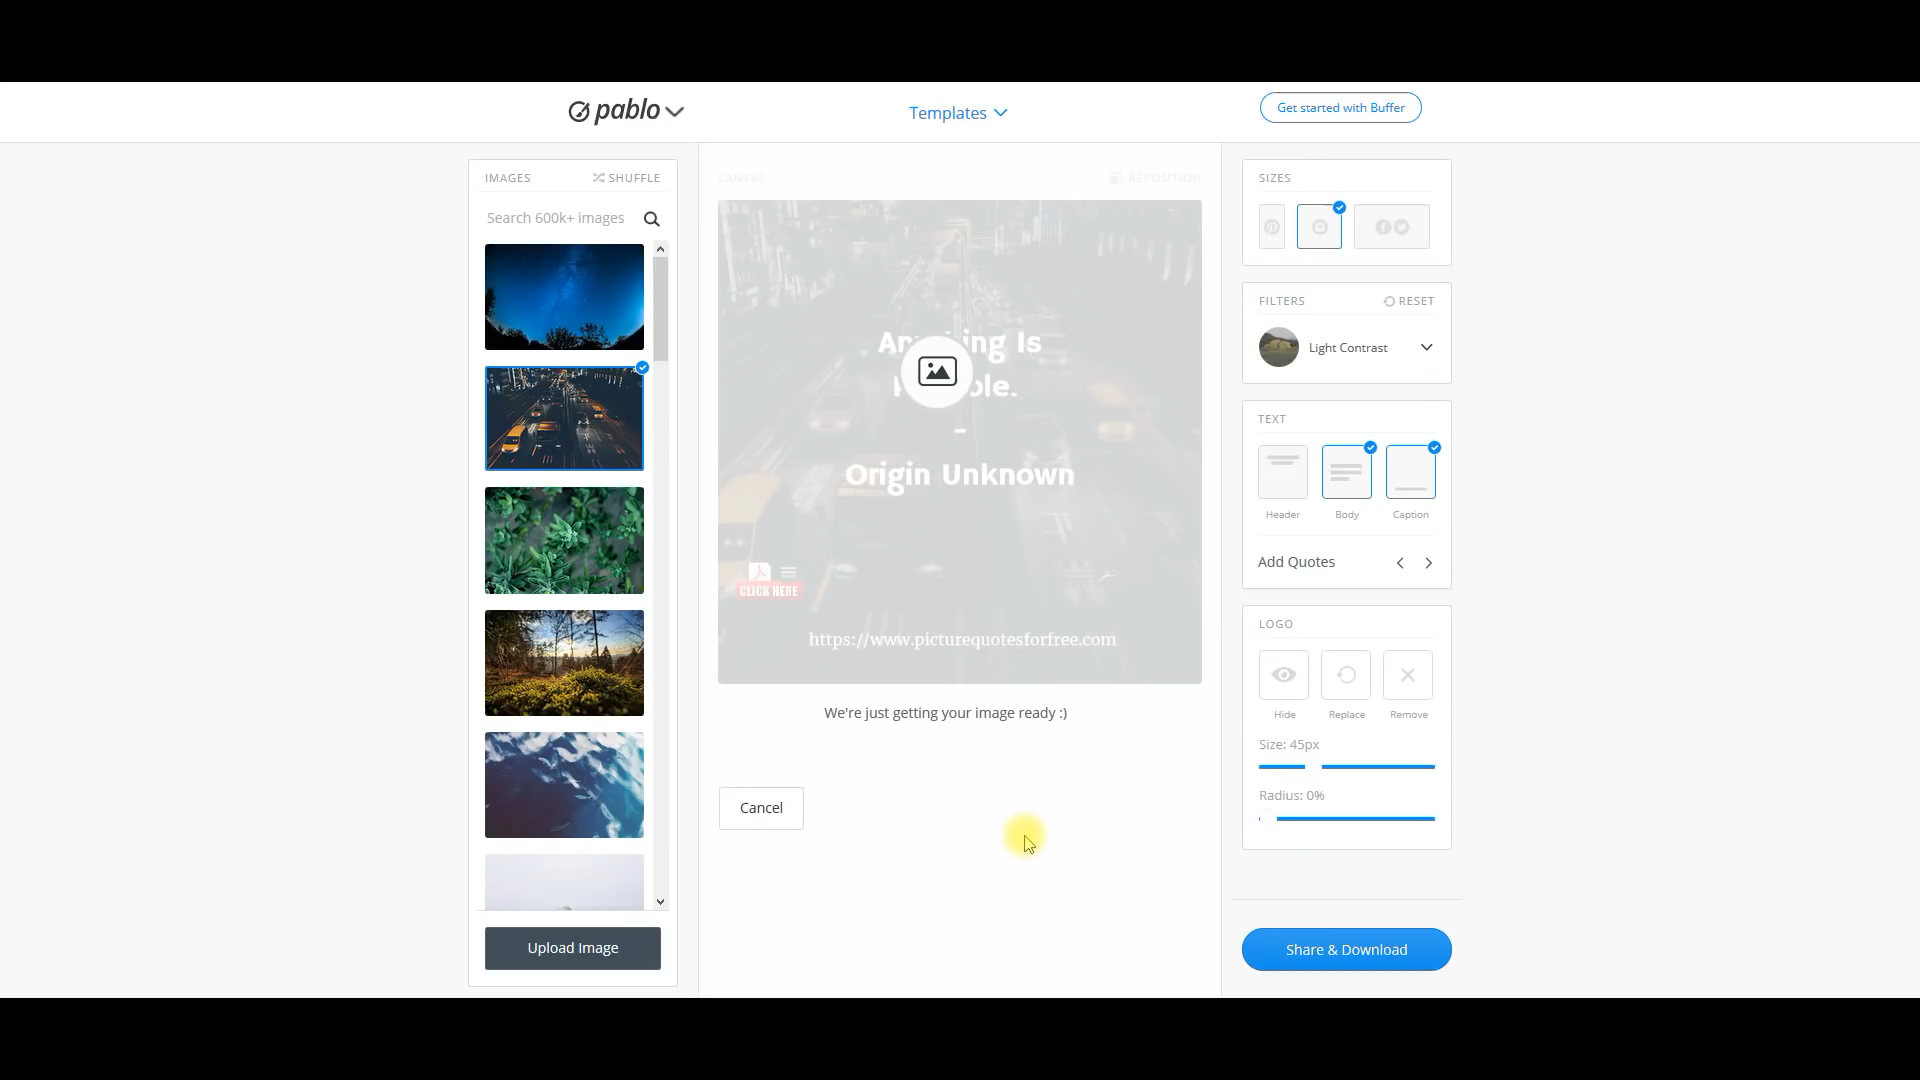 pablo
Templates
Get started with Buffer
IMAGES
SHUFFLE
Search 600k+ images
Upload Image
CANVAS
REPOSITION
Is
Origin Unknown
CLICK HERE
https://www.picturequotesforfree.com
We're just getting your image ready :)
Cancel
SIZES
FILTERS
RESET
Light Contrast
TEXT
Header
Body
Caption
Add Quotes
LOGO
Hide
Replace
Remove
Size: 45px
Radius: 0%
Share & Download